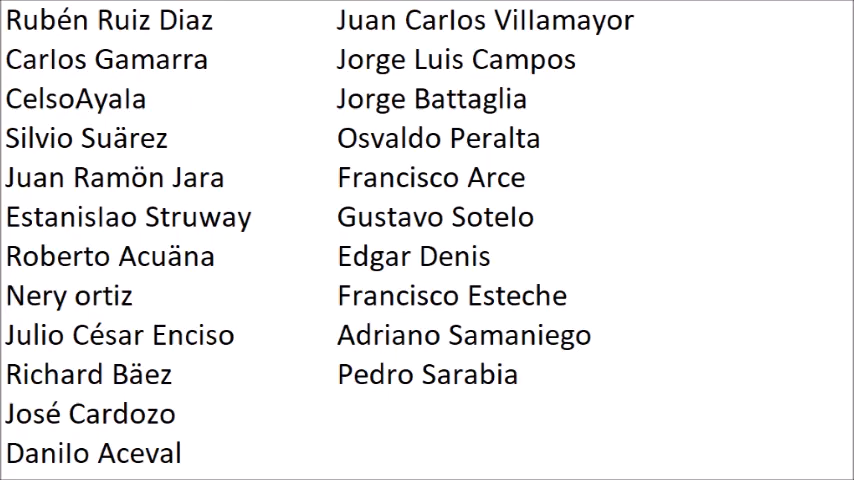 Rubén Ruiz Diaz
Carlos Gamarra
CelsoAyala
Silvio Suärez
Juan Ramön Jara
Estanislao Struway
Roberto Acuäna
Nery ortiz
Julio César Enciso
Richard Bäez
José Cardozo
Danilo Aceval
Juan Carlos Villamayor
Jorge Luis Campos
Jorge Battaglia
Osvaldo Peralta
Francisco Arce
Gustavo Sotelo
Edgar Denis
Francisco Esteche
Adriano Samaniego
Pedro Sarabia